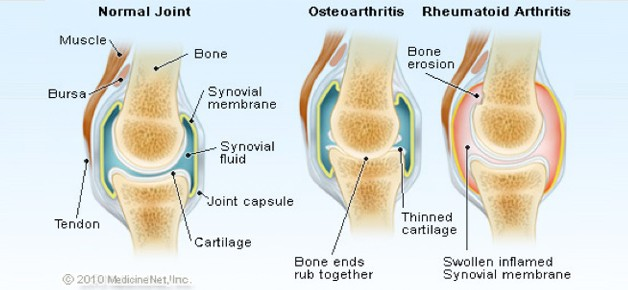 Normal Joint
Muscle
Bone
Bursa
Synovial
membrane
Synovial
fluid
Joint capsule
Tendon
Cartilage
Osteoarthritis
Thinned
cartilage
Bone ends
rub together
Rheumatoid Arthritis
Bone
erosion
Swollen inflamed
Synovial membrane
© 2010 MedicineNet, Inc.